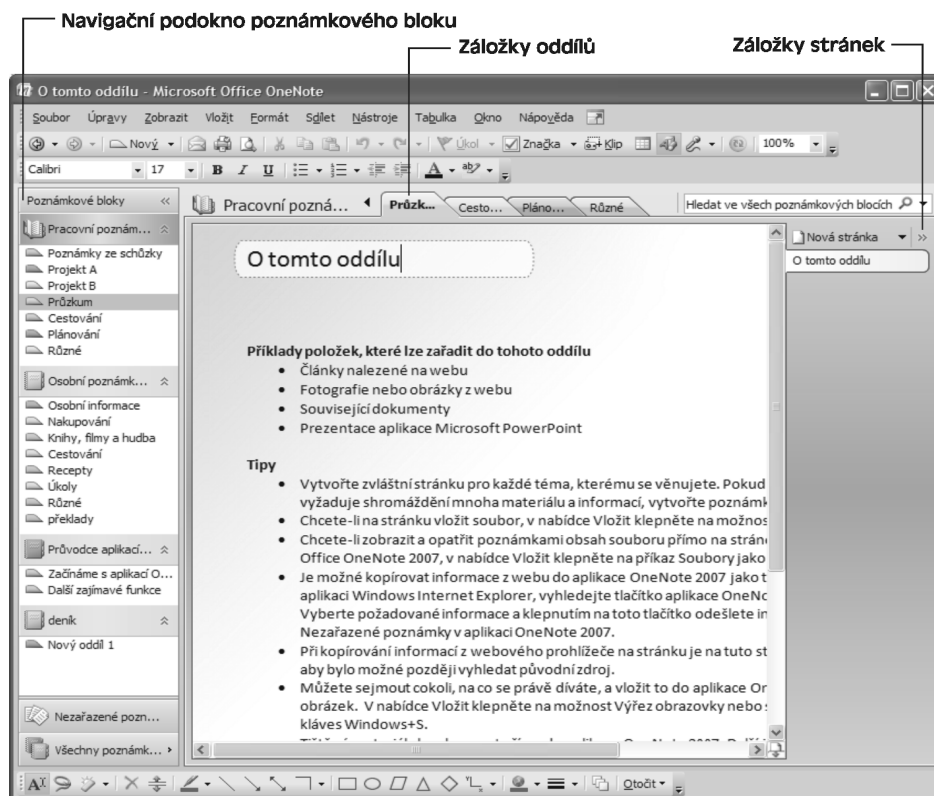 Navigační podokno poznámkového bloku
Záložky oddílů
Záložky stránek
O tomto oddílu - Microsoft Office OneNote
Soubor Úpravy Zobrazit Vložit Formát Sdílet Nástroje Tabulka Okno Nápověda
Nový Úkol Značka Klip 100%
Calibri 17 B I U A ab
Poznámkové bloky
Pracovní pozná... Průzk... Cesto... Pláno... Různé
Hledat ve všech poznámkových blocích
Pracovní poznám...
Poznámky ze schůzky
Projekt A
Projekt B
Průzkum
Cestování
Plánování
Různé
Osobní poznámk...
Osobní informace
Nakupování
Knihy, filmy a hudba
Cestování
Recepty
Úkoly
Různé
překlady
Průvodce aplikací...
Začínáme s aplikací O...
Další zajímavé funkce
deník
Nový oddíl 1
Nezařazené pozn...
Všechny poznámk...
O tomto oddílu
Příklady položek, které lze zařadit do tohoto oddílu
• Články nalezené na webu
• Fotografie nebo obrázky z webu
• Související dokumenty
• Prezentace aplikace Microsoft PowerPoint
Tipy
• Vytvořte zvláštní stránku pro každé téma, kterému se věnujete. Pokud
vyžaduje shromáždění mnoha materiálu a informací, vytvořte poznámk
• Chcete-li na stránku vložit soubor, v nabídce Vložit klepněte na možnos
• Chcete-li zobrazit a opatřit poznámkami obsah souboru přímo na stráně
Office OneNote 2007, v nabídce Vložit klepněte na příkaz Soubory jako
• Je možné kopírovat informace z webu do aplikace OneNote 2007 jako t
aplikaci Windows Internet Explorer, vyhledejte tlačítko aplikace OneNo
Vyberte požadované informace a klepnutím na toto tlačítko odešlete in
Nezařazené poznámky v aplikaci OneNote 2007.
• Při kopírování informací z webového prohlížeče na stránku je na tuto st
aby bylo možné později vyhledat původní zdroj.
• Můžete sejmout cokoli, na co se právě díváte, a vložit to do aplikace On
obrázek. V nabídce Vložit klepněte na možnost Výřez obrazovky nebo
kláves Windows+S.
Nová stránka
O tomto oddílu
Otočit